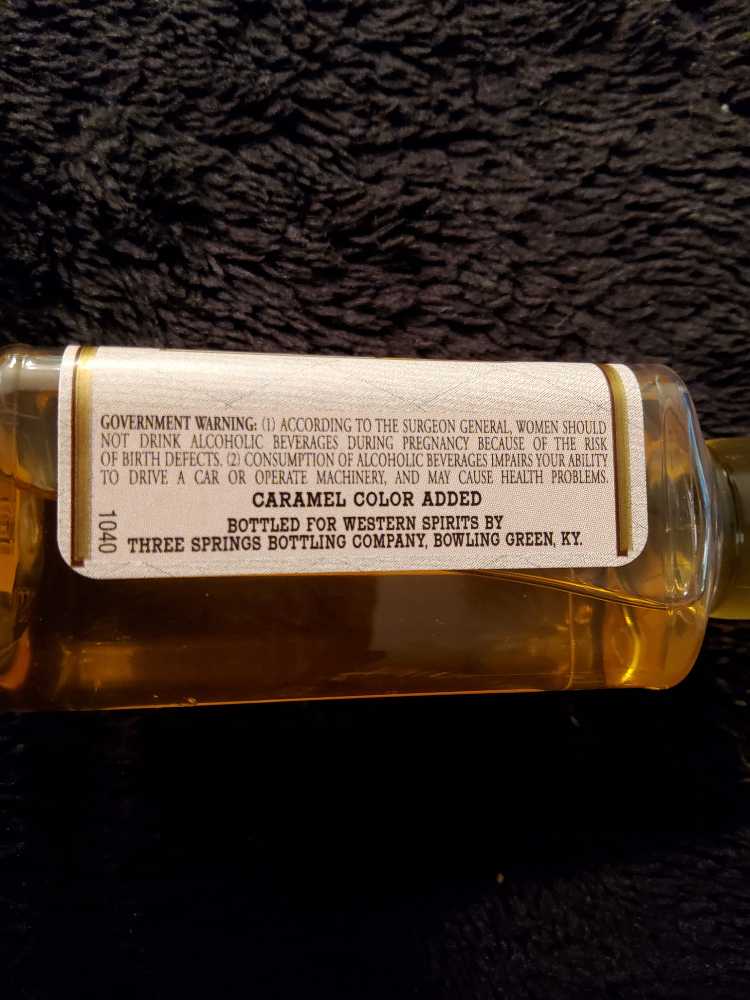 GOVERNMENT WARNING: (1) ACCORDING TO THE SURGEON GENERAL, WOMEN SHOULD
NOT DRINK ALCOHOLIC BEVERAGES DURING PREGNANCY BECAUSE OF THE RISK
OF BIRTH DEFECTS. (2) CONSUMPTION OF ALCOHOLIC BEVERAGES IMPAIRS YOUR ABILITY
TO DRIVE A CAR OR OPERATE MACHINERY, AND MAY CAUSE HEALTH PROBLEMS.
CARAMEL COLOR ADDED
BOTTLED FOR WESTERN SPIRITS BY
THREE SPRINGS BOTTLING COMPANY, BOWLING GREEN, KY.
1040